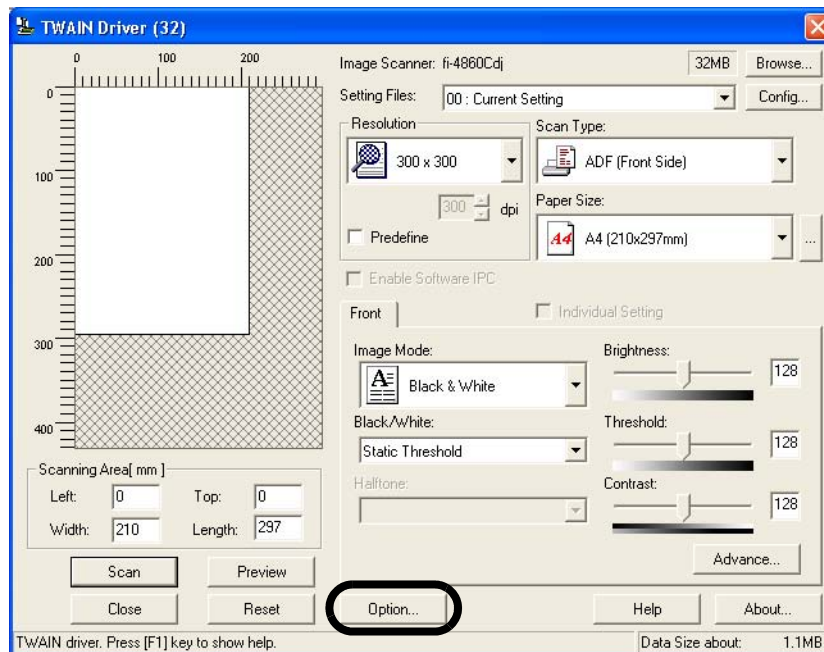 TWAIN Driver (32)
0 100 200
0
100
200
300
400
Image Scanner: fi-4860Cdj 32MB Browse...
Setting Files: 00 : Current Setting Config...
Resolution
300 x 300
300 dpi
Predefine
Scan Type:
ADF (Front Side)
Paper Size:
A4 A4 (210x297mm) ...
Enable Software IPC
Front Individual Setting
Image Mode:
A Black & White
Black/White:
Static Threshold
Halftone:
Brightness:
128
Threshold:
128
Contrast:
128
Advance...
Scanning Area[ mm ]
Left: 0 Top: 0
Width: 210 Length: 297
Scan Preview
Close Reset Option... Help About...
TWAIN driver. Press [F1] key to show help. Data Size about: 1.1MB